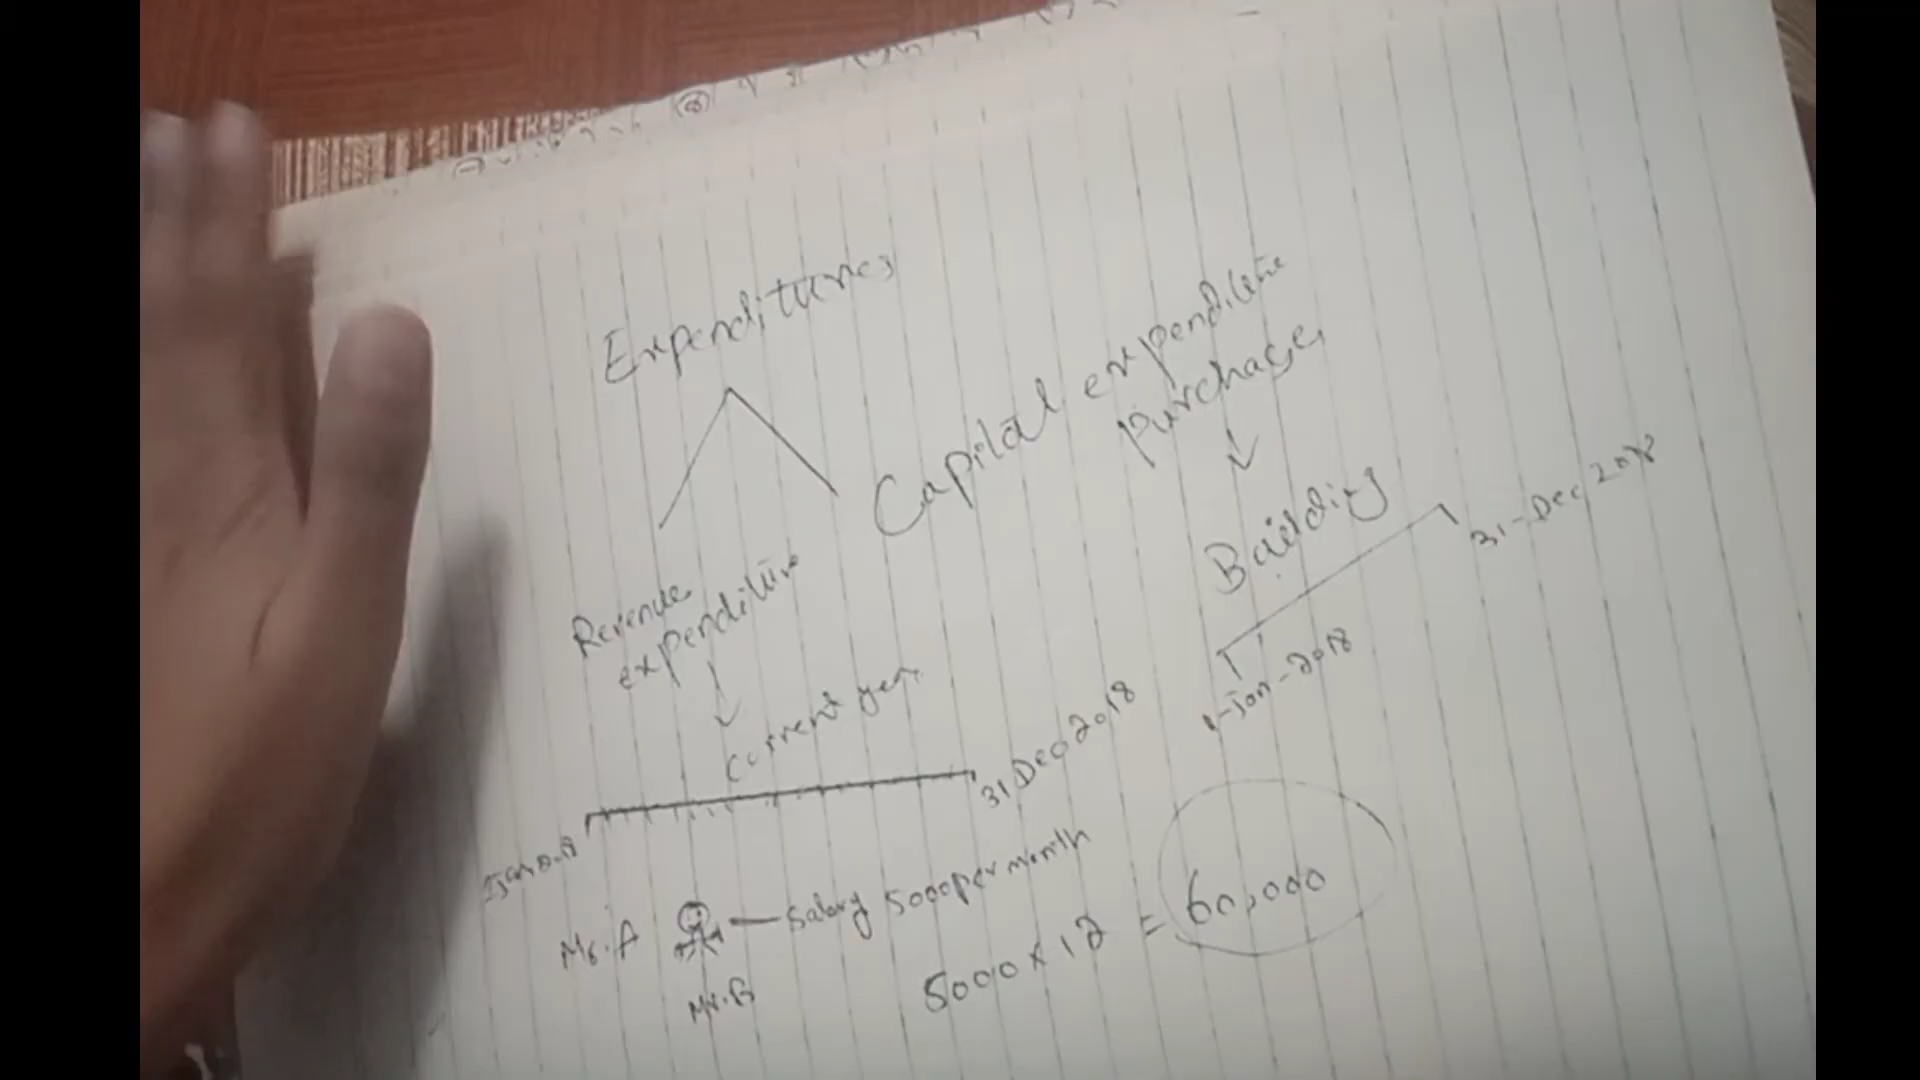 Expenditures
Capital expenditure
Purchase
Building
31-Dec 2018
1-jan-2018
Revenue
expenditure
Current year
31 Dec 2018
Mr. A
Salary 5000 per month
Mr. B
5000 x 12 = 60,000